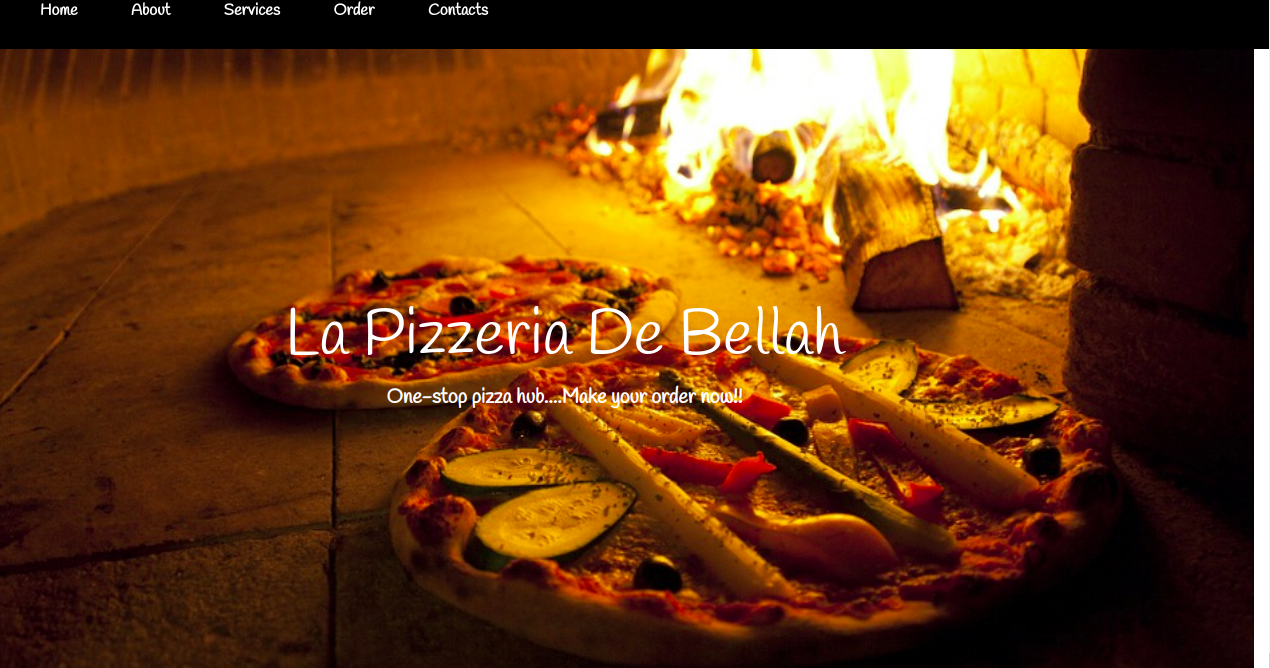 Home About Services Order Contacts
La Pizzeria De Bellah
One-stop pizza hub....Make your order now!!